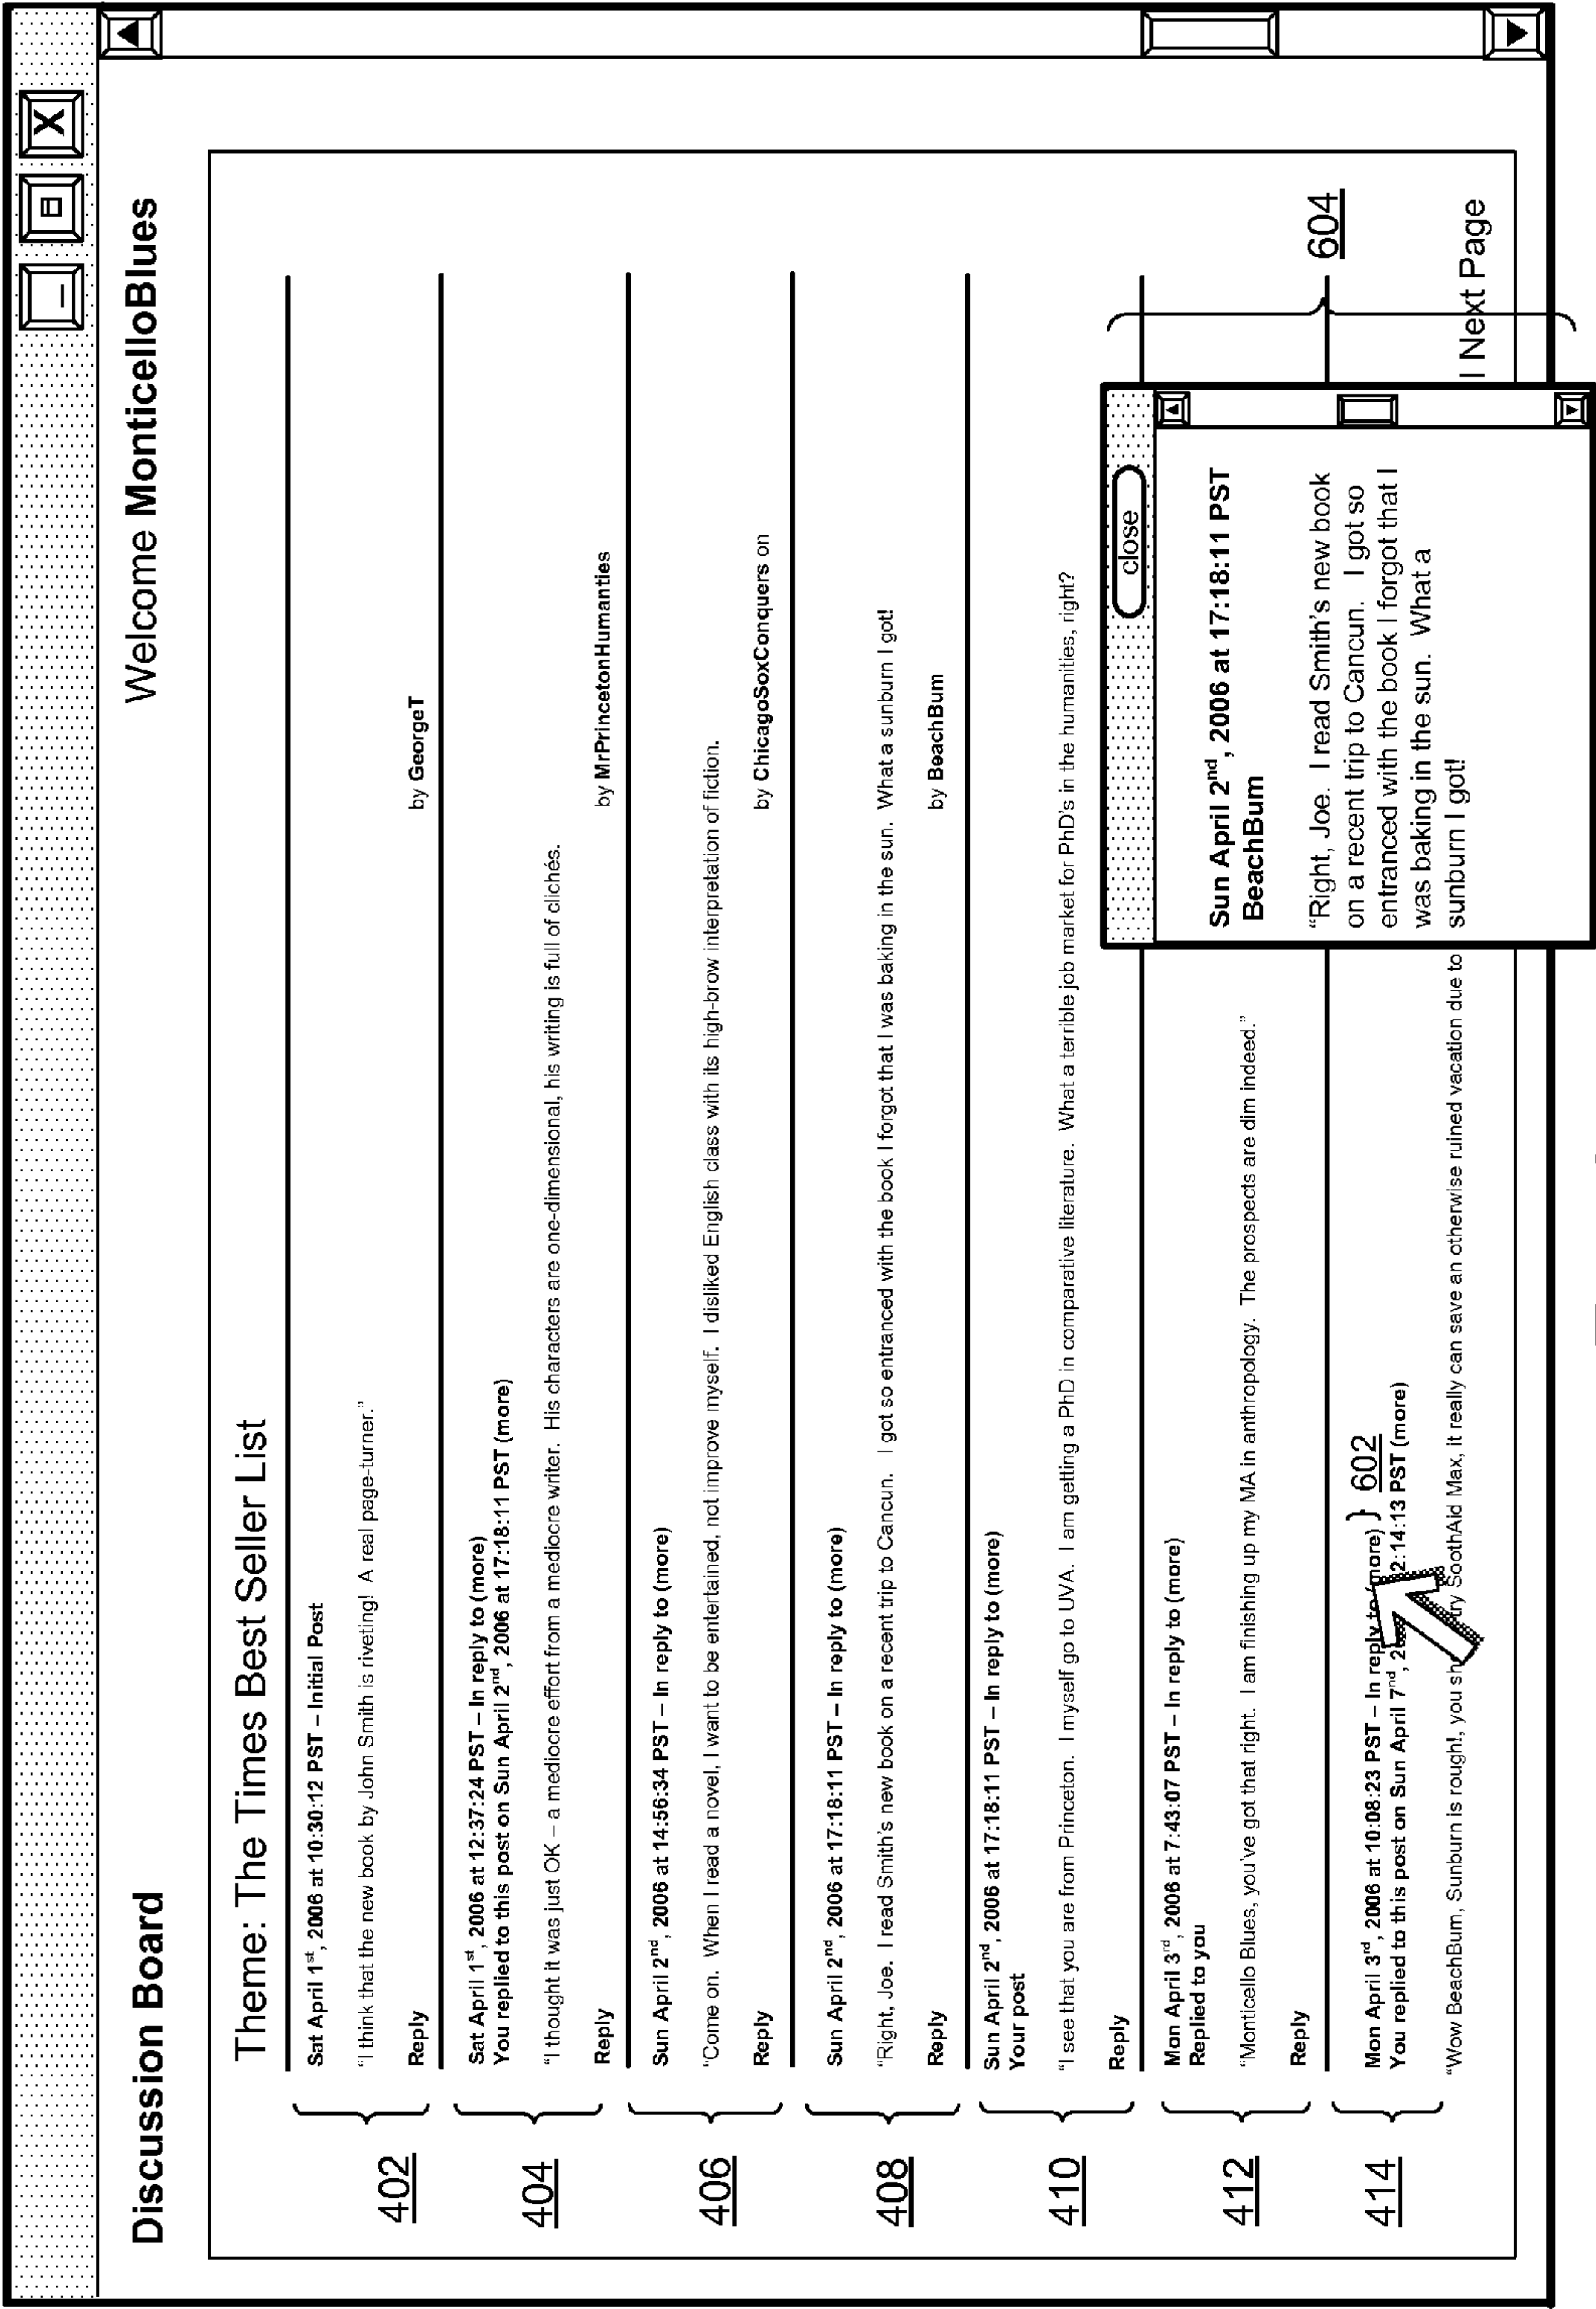 X
Discussion Board
Welcome MonticelloBlues
Theme: The Times Best Seller List
402
Sat April 1st, 2006 at 10:30:12 PST – Initial Post
“I think that the new book by John Smith is riveting! A real page-turner.”
Reply
by GeorgeT
404
Sat April 1st, 2006 at 12:37:24 PST – In reply to (more)
You replied to this post on Sun April 2nd, 2006 at 17:18:11 PST (more)
“I thought it was just OK – a mediocre effort from a mediocre writer. His characters are one-dimensional, his writing is full of clichés.
Reply
by MrPrincetonHumanties
406
Sun April 2nd, 2006 at 14:56:34 PST – In reply to (more)
“Come on. When I read a novel, I want to be entertained, not improve myself. I disliked English class with its high-brow interpretation of fiction.
Reply
by ChicagoSoxConquers on
408
Sun April 2nd, 2006 at 17:18:11 PST – In reply to (more)
“Right, Joe. I read Smith’s new book on a recent trip to Cancun. I got so entranced with the book I forgot that I was baking in the sun. What a sunburn I got!
Reply
by BeachBum
410
Sun April 2nd, 2006 at 17:18:11 PST – In reply to (more)
Your post
“I see that you are from Princeton. I myself go to UVA. I am getting a PhD in comparative literature. What a terrible job market for PhD’s in the humanities, right?
Reply
412
Mon April 3rd, 2006 at 7:43:07 PST – In reply to (more)
Replied to you
“Monticello Blues, you’ve got that right. I am finishing up my MA in anthropology. The prospects are dim indeed.”
Reply
414
Mon April 3rd, 2006 at 10:08:23 PST – In reply to (more) } 602
You replied to this post on Sun April 7nd, 2 2:14:13 PST (more)
“Wow BeachBum, Sunburn is rough!, you sh try SoothAid Max, it really can save an otherwise ruined vacation due to
close
Sun April 2nd, 2006 at 17:18:11 PST
BeachBum
“Right, Joe. I read Smith’s new book
on a recent trip to Cancun. I got so
entranced with the book I forgot that I
was baking in the sun. What a
sunburn I got!
604
| Next Page